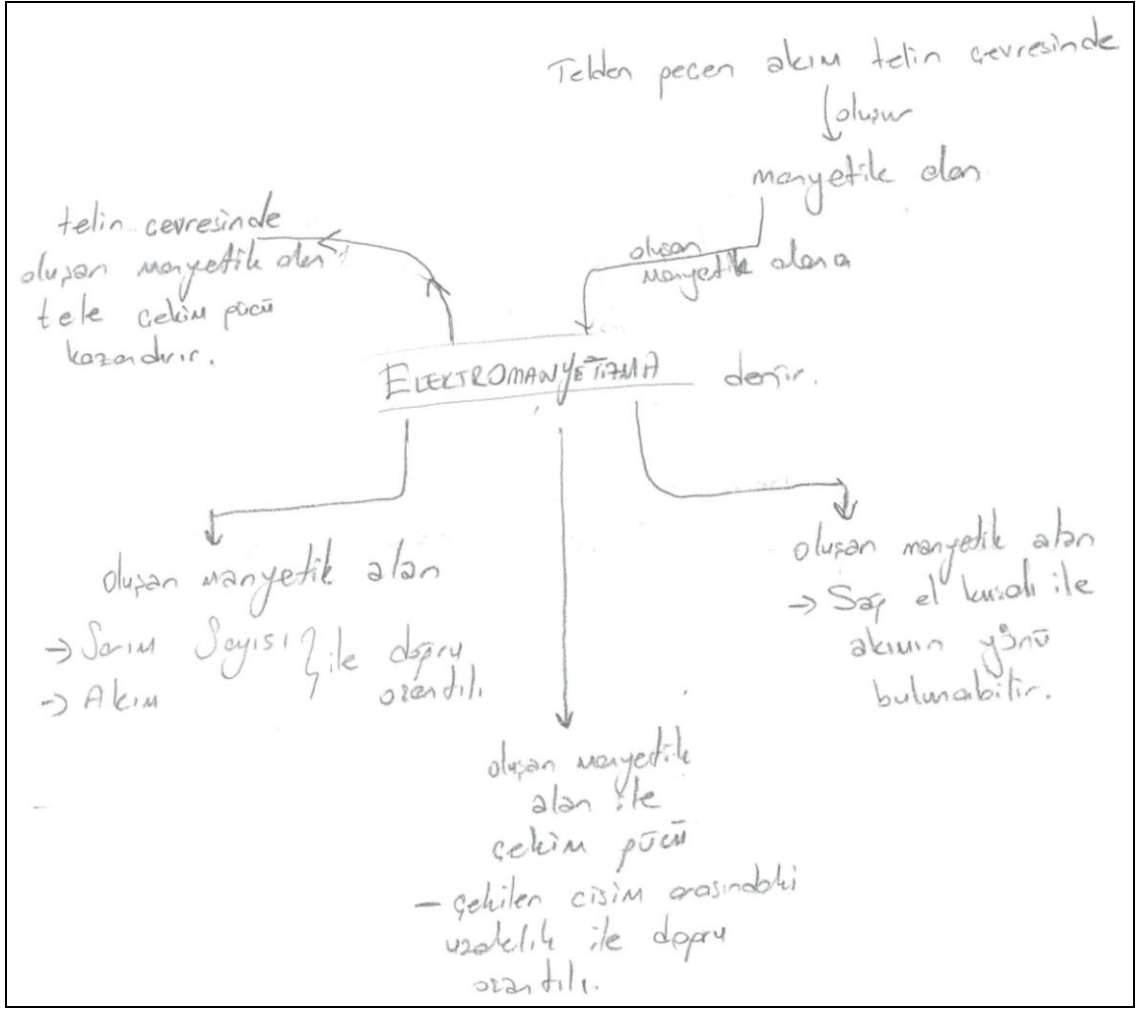 Telden geçen akım telin çevresinde
oluşur
manyetik alan
oluşan
manyetik alana
ELEKTROMANYETİZMA denir.
telin çevresinde
oluşan manyetik alan
tele çekim gücü
kazandırır.
oluşan manyetik alan
→ Sarım Sayısı } ile doğru
→ Akım orantılı
oluşan manyetik
alan ile
çekim gücü
- çekilen cisim arasındaki
uzaklık ile doğru
orantılı.
oluşan manyetik alan
→ Sağ el kuralı ile
akımın yönü
bulunabilir.